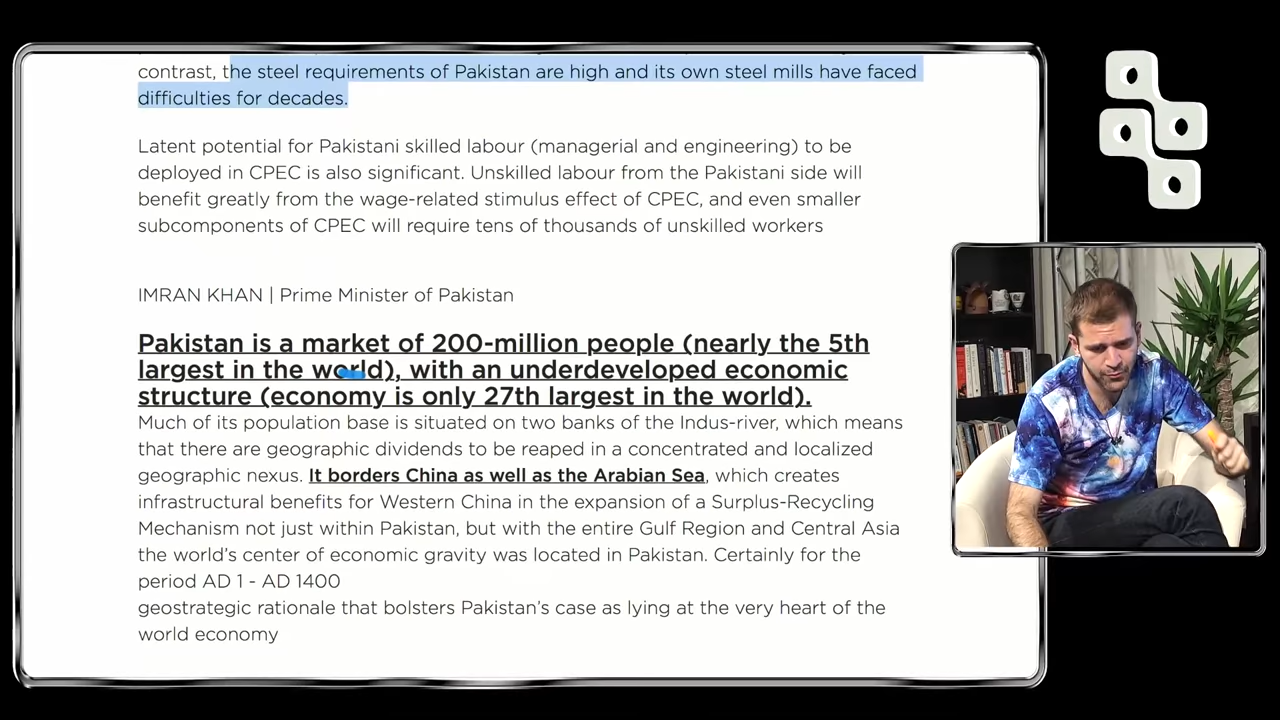 contrast, the steel requirements of Pakistan are high and its own steel mills have faced
difficulties for decades.
Latent potential for Pakistani skilled labour (managerial and engineering) to be
deployed in CPEC is also significant. Unskilled labour from the Pakistani side will
benefit greatly from the wage-related stimulus effect of CPEC, and even smaller
subcomponents of CPEC will require tens of thousands of unskilled workers
IMRAN KHAN | Prime Minister of Pakistan
Pakistan is a market of 200-million people (nearly the 5th
largest in the world), with an underdeveloped economic
structure (economy is only 27th largest in the world).
Much of its population base is situated on two banks of the Indus-river, which means
that there are geographic dividends to be reaped in a concentrated and localized
geographic nexus. It borders China as well as the Arabian Sea, which creates
infrastructural benefits for Western China in the expansion of a Surplus-Recycling
Mechanism not just within Pakistan, but with the entire Gulf Region and Central Asia
the world's center of economic gravity was located in Pakistan. Certainly for the
period AD 1 - AD 1400
geostrategic rationale that bolsters Pakistan's case as lying at the very heart of the
world economy